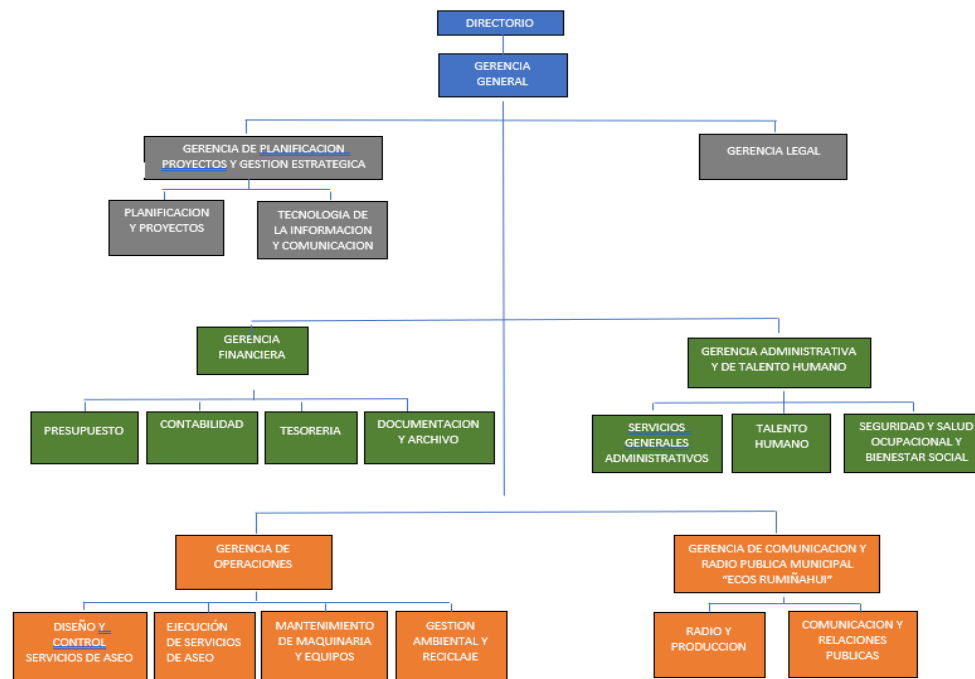 DIRECTORIO
GERENCIA
GENERAL
GERENCIA DE PLANIFICACION
PROYECTOS Y GESTION ESTRATEGICA
GERENCIA LEGAL
PLANIFICACION
Y PROYECTOS
TECNOLOGIA DE
LA INFORMACION
Y COMUNICACION
GERENCIA
FINANCIERA
GERENCIA ADMINISTRATIVA
Y DE TALENTO HUMANO
PRESUPUESTO
CONTABILIDAD
TESORERIA
DOCUMENTACION
Y ARCHIVO
SERVICIOS
GENERALES
ADMINISTRATIVOS
TALENTO
HUMANO
SEGURIDAD Y SALUD
OCUPACIONAL Y
BIENESTAR SOCIAL
GERENCIA DE
OPERACIONES
GERENCIA DE COMUNICACION Y
RADIO PUBLICA MUNICIPAL
“ECOS RUMIÑAHUI”
DISEÑO Y
CONTROL
SERVICIOS DE ASEO
EJECUCIÓN
DE SERVICIOS
DE ASEO
MANTENIMIENTO
DE MAQUINARIA
Y EQUIPOS
GESTION
AMBIENTAL Y
RECICLAJE
RADIO Y
PRODUCCION
COMUNICACION Y
RELACIONES
PUBLICAS